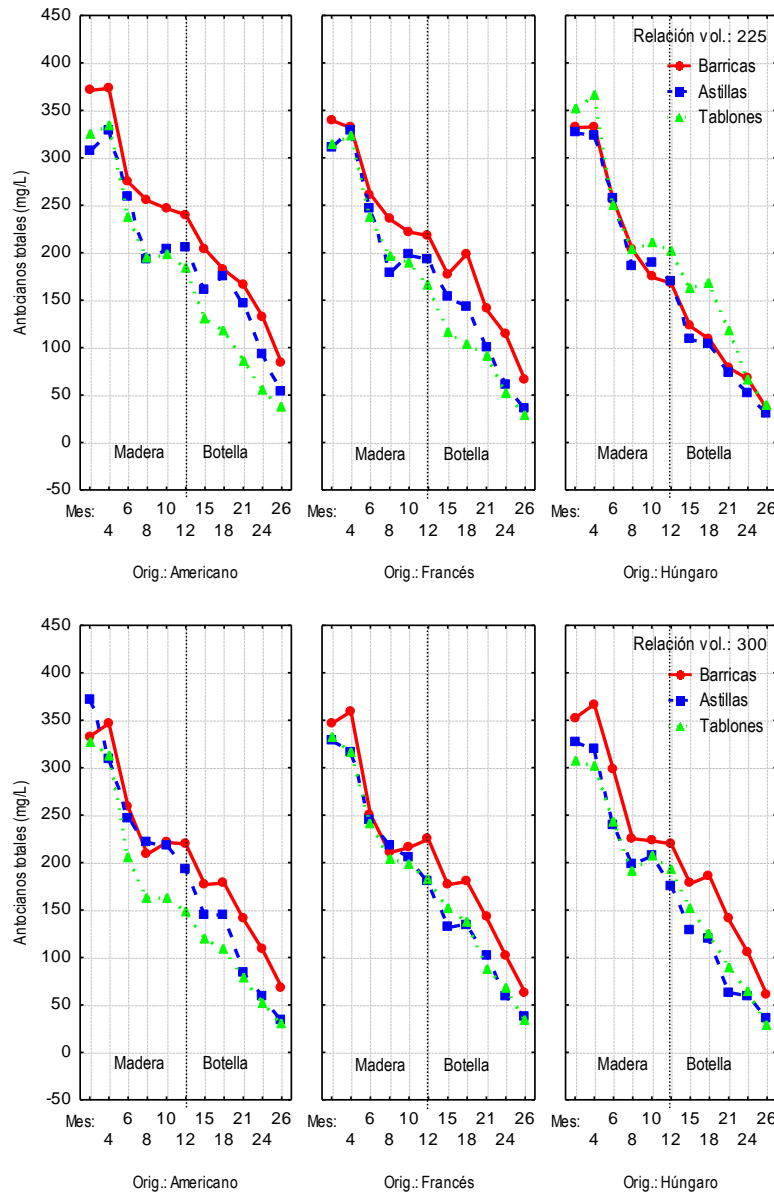 Relación vol.: 225
Barricas
Astillas
Tablones
Antocianos totales (mg/L)
450
400
350
300
250
200
150
100
50
0
-50
Madera Botella Madera Botella Madera Botella
Mes: 6 10 15 21 26 Mes: 6 10 15 21 26 Mes: 6 10 15 21 26
4 8 12 18 24 4 8 12 18 24 4 8 12 18 24
Orig.: Americano Orig.: Francés Orig.: Húngaro
Relación vol.: 300
Barricas
Astillas
Tablones
Antocianos totales (mg/L)
450
400
350
300
250
200
150
100
50
0
-50
Madera Botella Madera Botella Madera Botella
Mes: 6 10 15 21 26 Mes: 6 10 15 21 26 Mes: 6 10 15 21 26
4 8 12 18 24 4 8 12 18 24 4 8 12 18 24
Orig.: Americano Orig.: Francés Orig.: Húngaro